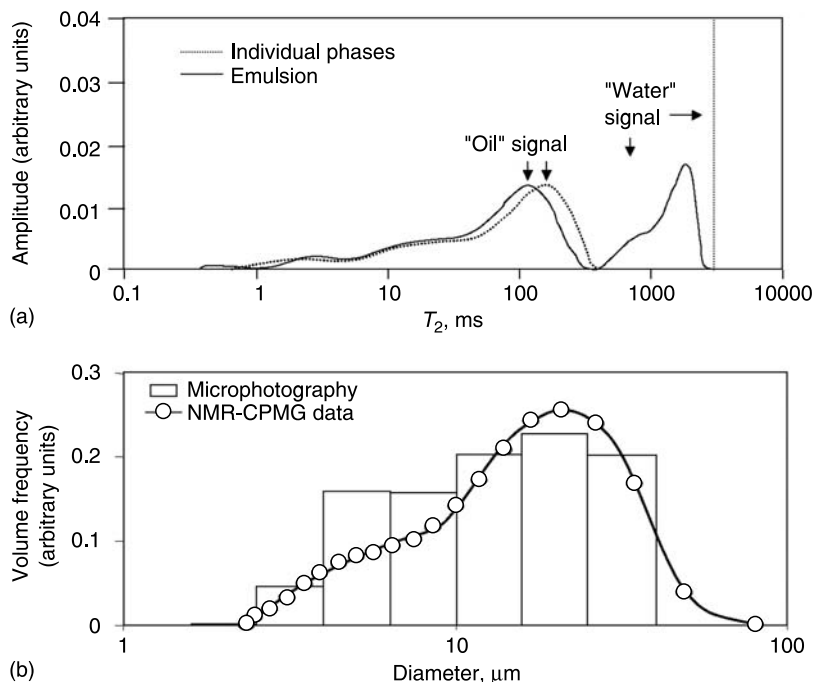 0.04
0.03
0.02
0.01
0
Amplitude (arbitrary units)
Individual phases
Emulsion
"Water"
signal
"Oil" signal
0.1
1
10
100
1000
10000
(a)
T2, ms
0.3
0.2
0.1
0
Volume frequency
(arbitrary units)
Microphotography
NMR-CPMG data
1
10
100
(b)
Diameter, μm